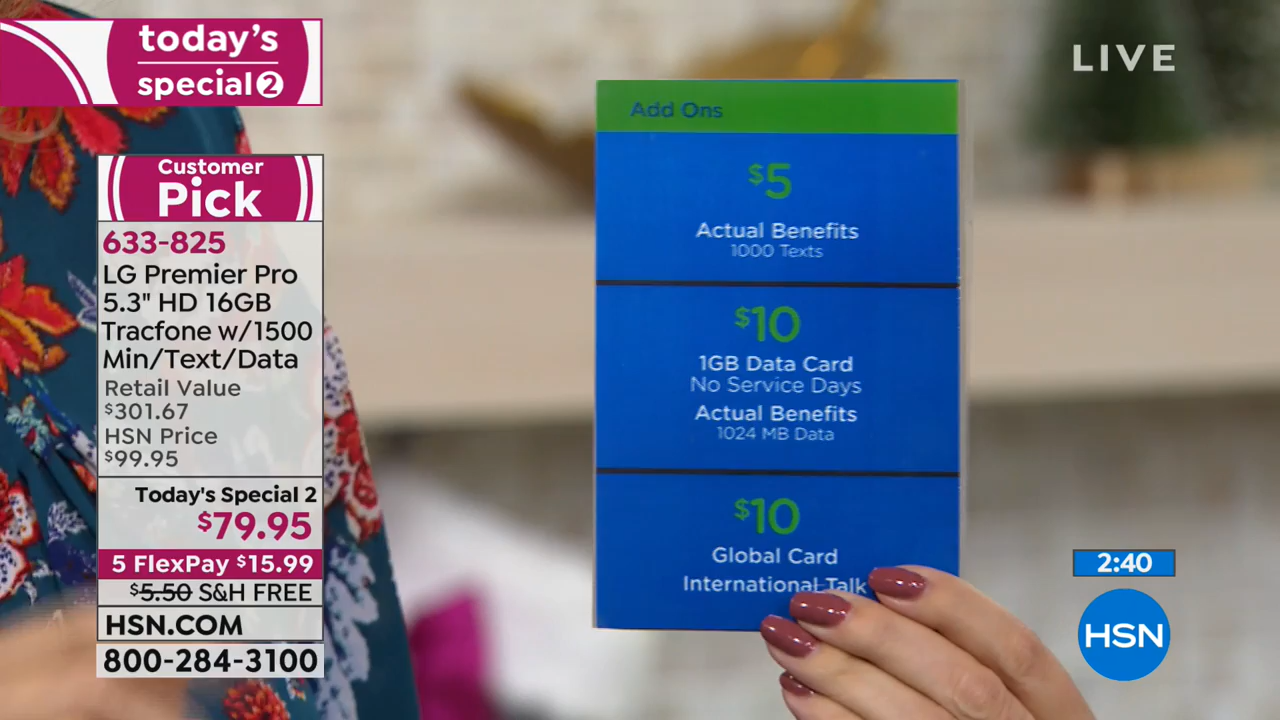 today's
special 2
LIVE
Customer
Pick
633-825
LG Premier Pro
5.3" HD 16GB
Tracfone w/1500
Min/Text/Data
Retail Value
$301.67
HSN Price
$99.95
Today's Special 2
$79.95
5 FlexPay $15.99
$5.50 S&H FREE
HSN.COM
800-284-3100
Add Ons
$5
Actual Benefits
1000 Texts
$10
1GB Data Card
No Service Days
Actual Benefits
1024 MB Data
$10
Global Card
International Talk
2:40
HSN